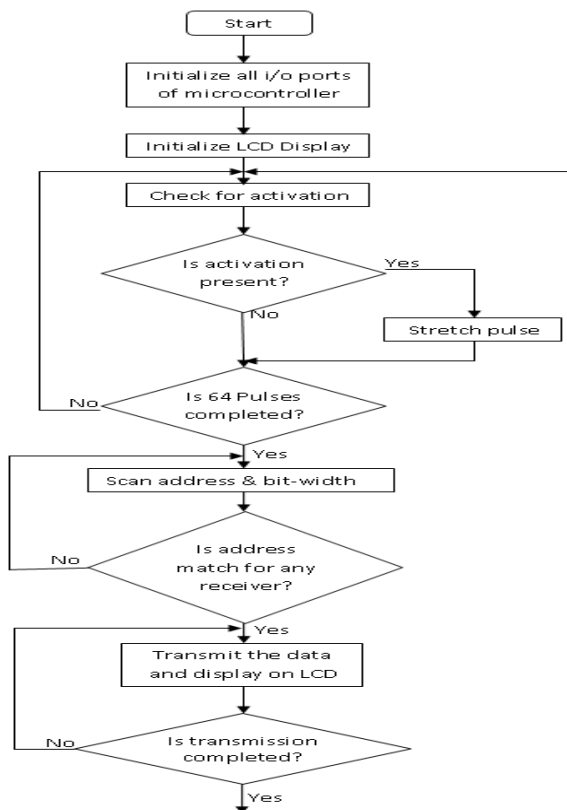 Start
Initialize all i/o ports
of microcontroller
Initialize LCD Display
Check for activation
Is activation
present?
Yes
No
Stretch pulse
Is 64 Pulses
completed?
No
Yes
Scan address & bit-width
Is address
match for any
receiver?
No
Yes
Transmit the data
and display on LCD
Is transmission
completed?
No
Yes